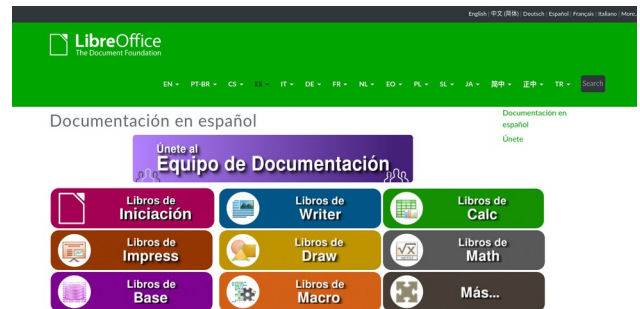 English | 中文 (简体) | Deutsch | Español | Français | Italiano | More...
LibreOffice
The Document Foundation
EN PT-BR CS ES IT DE FR NL EO PL SL JA 简中 正中 TR Search
Documentación en español
Documentación en
español
Únete
Únete al
Equipo de Documentación
Libros de
Iniciación
Libros de
Writer
Libros de
Calc
Libros de
Impress
Libros de
Draw
Libros de
Math
Libros de
Base
Libros de
Macro
Más...